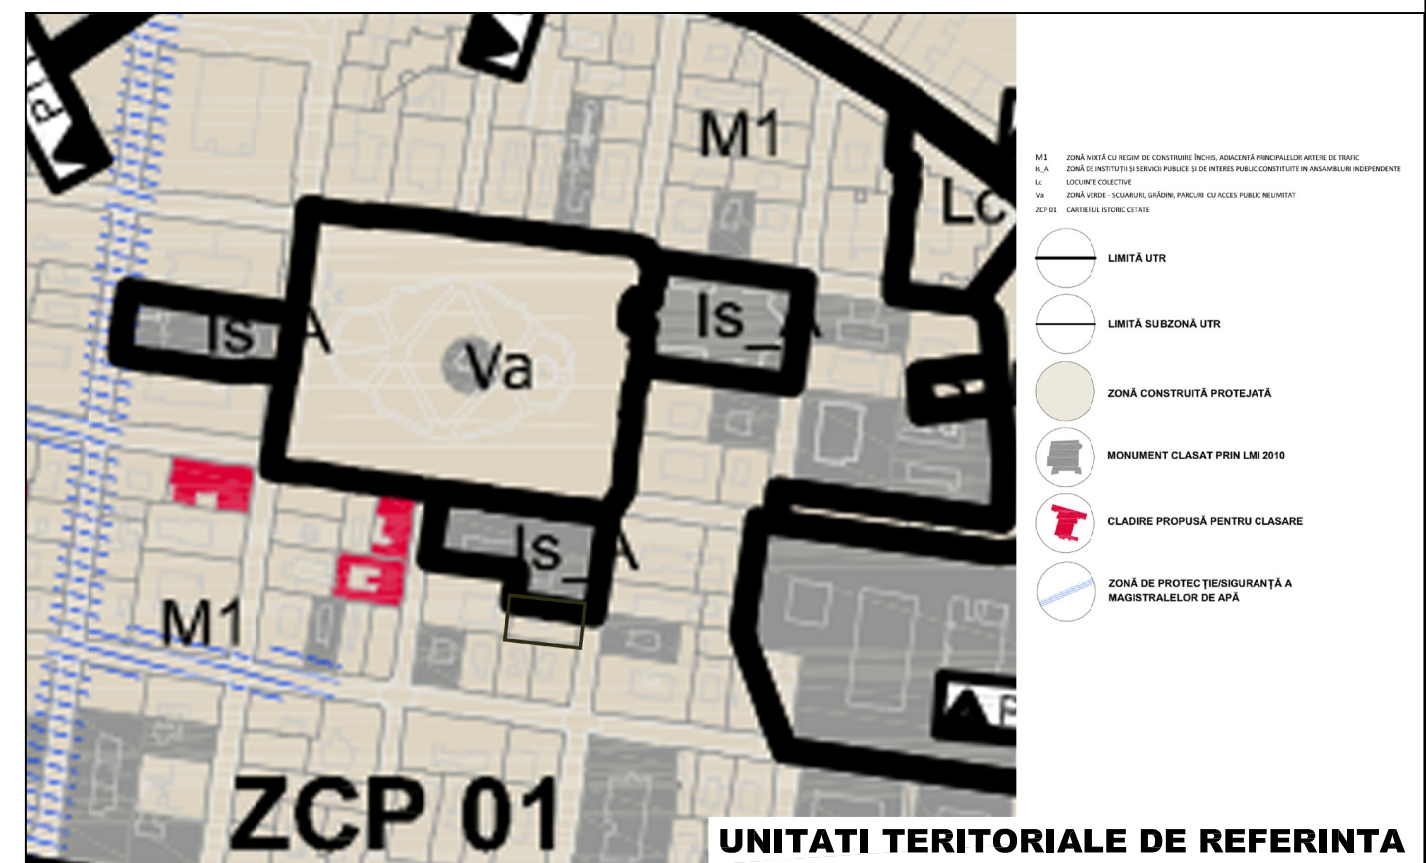 M1
Lc
Is_A
Is_A
Va
Is_A
M1
ZCP 01
M1 ZONĂ MIXTĂ CU REGIM DE CONSTRUIRE ÎNCHIS, ADIACENTĂ PRINCIPALELOR ARTERE DE TRAFIC
Is_A ZONĂ DE INSTITUȚII ȘI SERVICII PUBLICE ȘI DE INTERES PUBLIC CONSTITUITE IN ANSAMBLURI INDEPENDENTE
Lc LOCUINȚE COLECTIVE
Va ZONĂ VERDE - SCUARURI, GRĂDINI, PARCURI CU ACCES PUBLIC NELIMITAT
ZCP 01 CARTIERUL ISTORIC CETATE
LIMITĂ UTR
LIMITĂ SUBZONĂ UTR
ZONĂ CONSTRUITĂ PROTEJATĂ
MONUMENT CLASAT PRIN LMI 2010
CLADIRE PROPUSĂ PENTRU CLASARE
ZONĂ DE PROTECȚIE/SIGURANȚĂ A
MAGISTRALELOR DE APĂ
UNITATI TERITORIALE DE REFERINTA